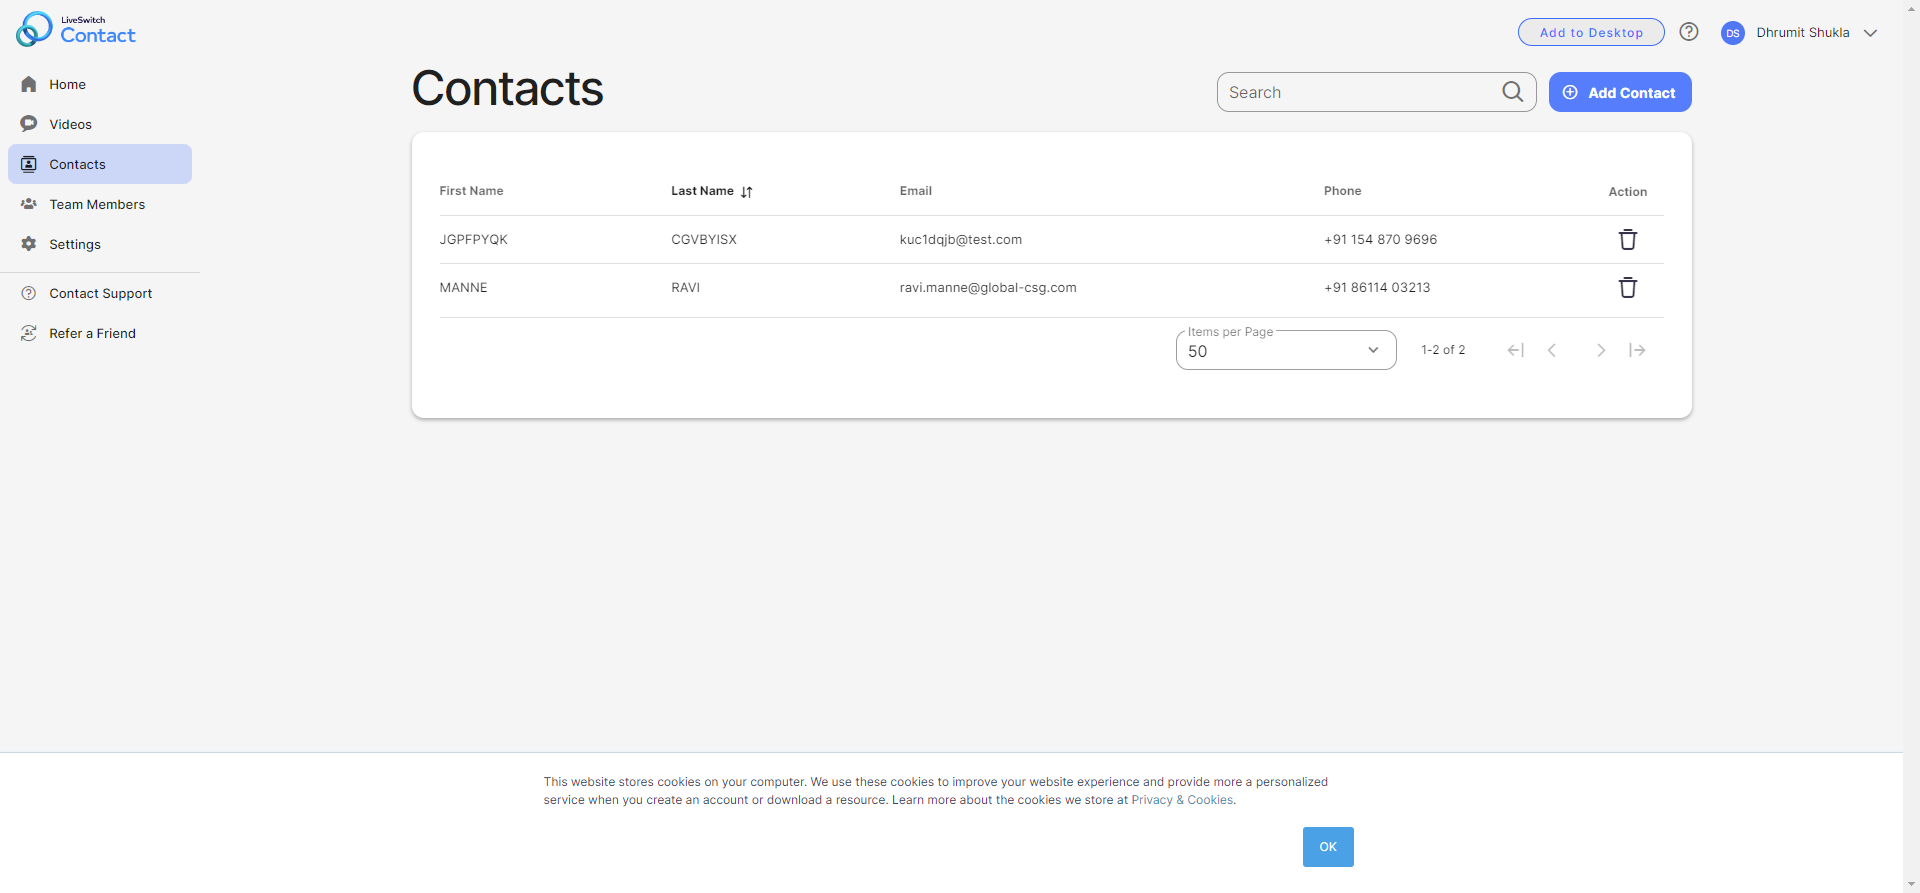 LiveSwitch
Contact
Add to Desktop
DS
Dhrumit Shukla
Home
Videos
Contacts
Team Members
Settings
Contact Support
Refer a Friend
Contacts
Search
Add Contact
First Name Last Name Email Phone Action
JGPFPYQK CGVBYISX kuc1dqjb@test.com +91 154 870 9696
MANNE RAVI ravi.manne@global-csg.com +91 86114 03213
Items per Page
50
1-2 of 2
This website stores cookies on your computer. We use these cookies to improve your website experience and provide more a personalized
service when you create an account or download a resource. Learn more about the cookies we store at Privacy & Cookies.
OK